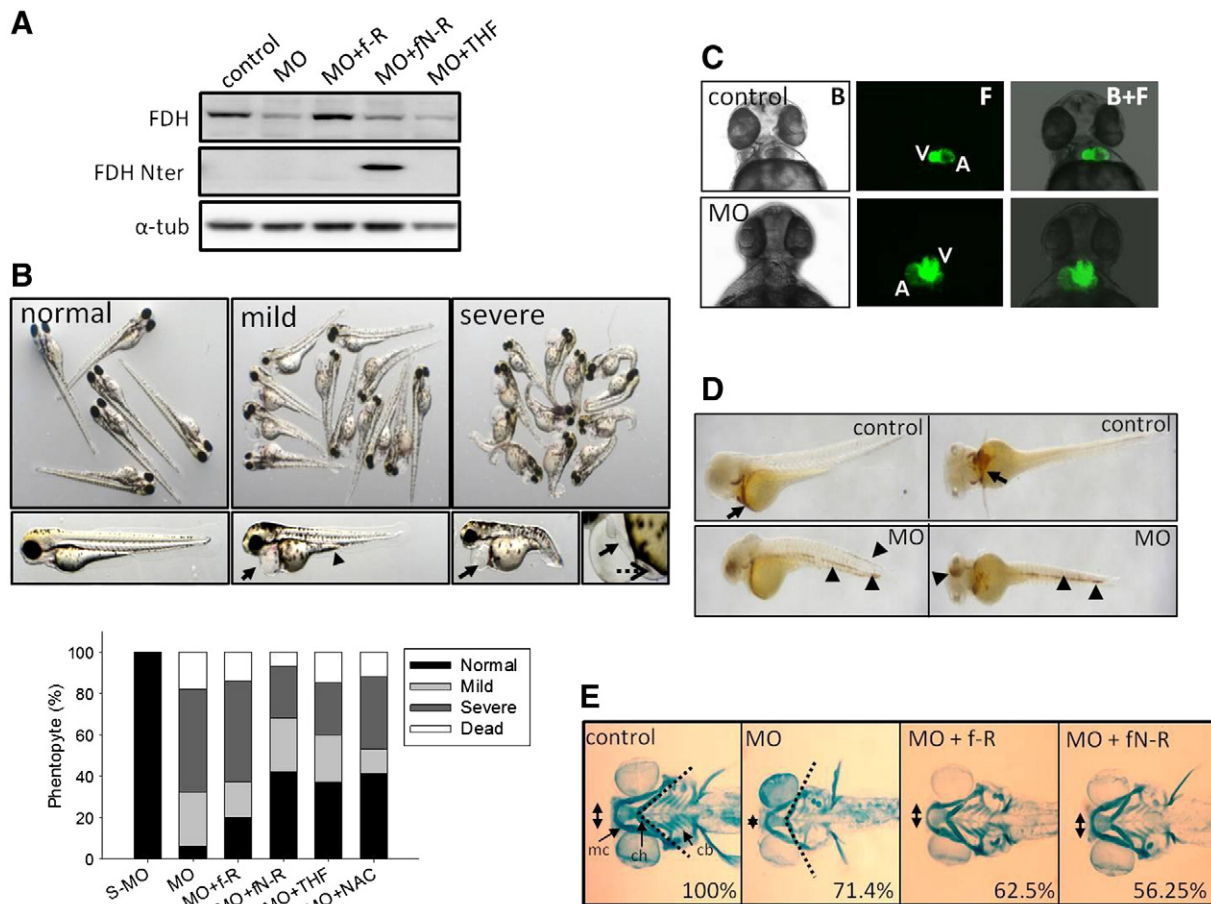 A
control MO MO+f-R MO+fN-R MO+THF
FDH
FDH Nter
α-tub
B
normal mild severe
Phentopyte (%)
100
80
60
40
20
0
S-MO MO MO+f-R MO+fN-R MO+THF MO+NAC
Normal
Mild
Severe
Dead
C
control B F B+F
V A
MO
V
A
D
control control
MO MO
E
control MO MO + f-R MO + fN-R
mc ch cb
100% 71.4% 62.5% 56.25%